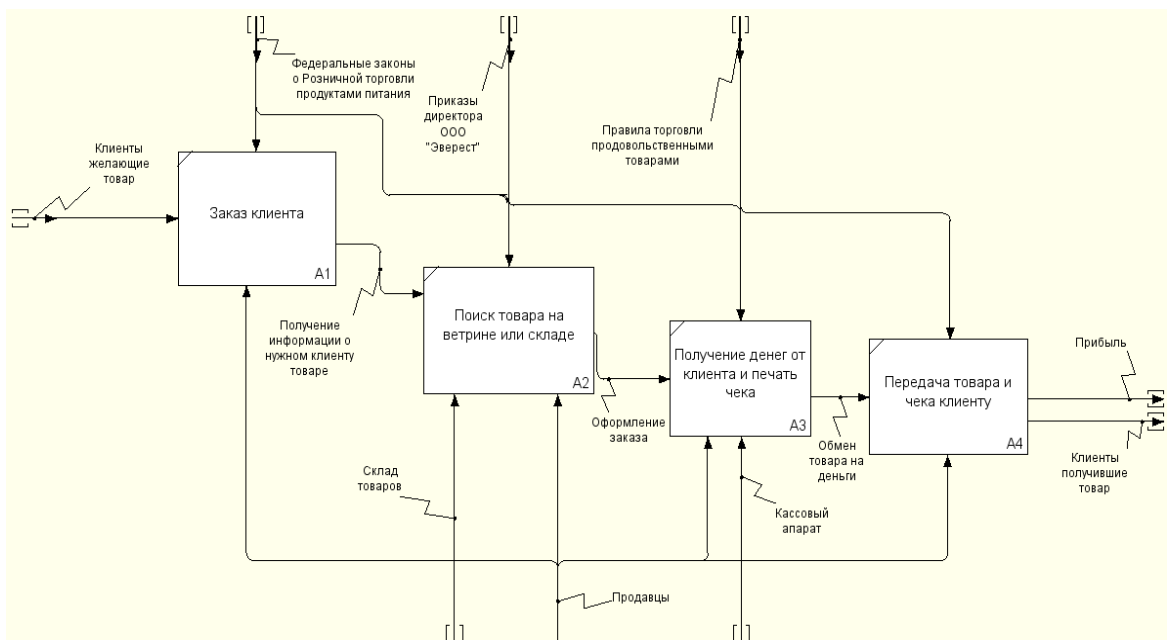 Федеральные законы
о Розничной торговли
продуктами питания
Приказы
директора
ООО
"Эверест"
Правила торговли
продовольственными
товарами
Клиенты
желающие
товар
Заказ клиента
A1
Получение
информации о
нужном клиенту
товаре
Поиск товара на
ветрине или складе
A2
Оформление
заказа
Получение денег от
клиента и печать
чека
A3
Обмен
товара на
деньги
Передача товара и
чека клиенту
A4
Прибыль
Клиенты
получившие
товар
Склад
товаров
Кассовый
апарат
Продавцы